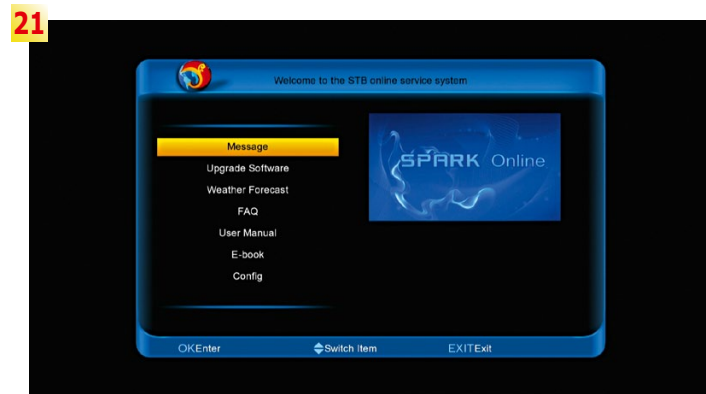 21
Welcome to the STB online service system
Message
Upgrade Software
Weather Forecast
FAQ
User Manual
E-book
Config
SPARK Online
OKEnter
Switch Item
EXITExit